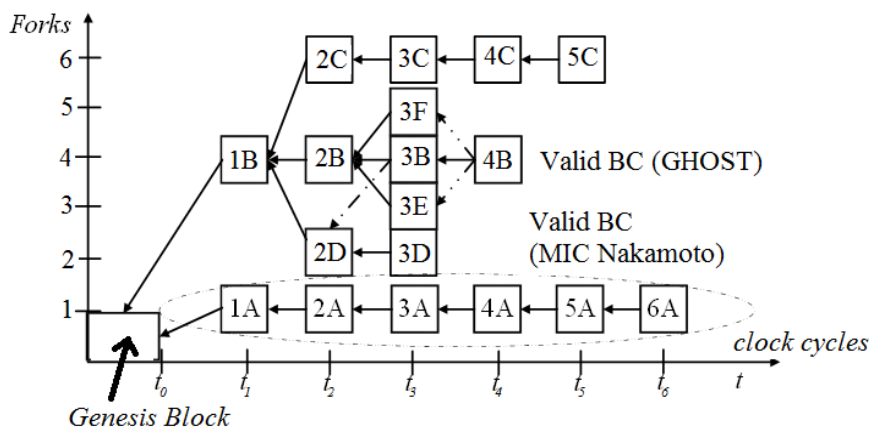 Forks
6
2C 3C 4C 5C
5
3F
4
1B 2B 3B 4B Valid BC (GHOST)
3
3E
Valid BC
(MIC Nakamoto)
2
2D 3D
1
1A 2A 3A 4A 5A 6A
clock cycles
t0 t1 t2 t3 t4 t5 t6 t
Genesis Block